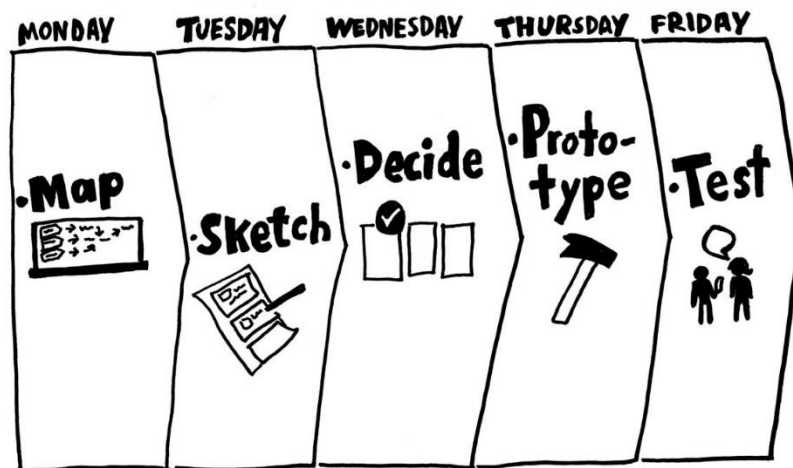 MONDAY
TUESDAY
WEDNESDAY
THURSDAY
FRIDAY
·Map
·Sketch
·Decide
·Proto-
type
·Test